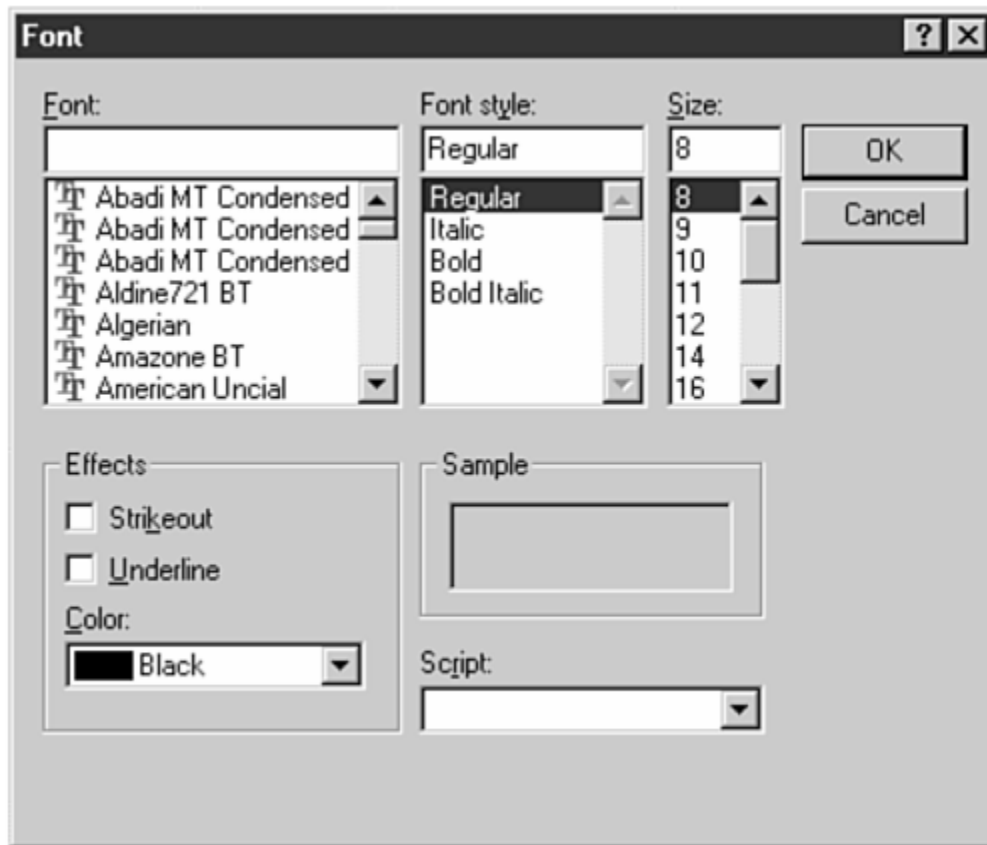 Font
? 
Font:
Font style:
Size:
Regular
8
OK
Abadi MT Condensed
Abadi MT Condensed
Abadi MT Condensed
Aldine721 BT
Algerian
Amazone BT
American Uncial
Regular
Italic
Bold
Bold Italic
8
9
10
11
12
14
16
Cancel
Effects
Strikeout
Underline
Color:
Black
Sample
Script: